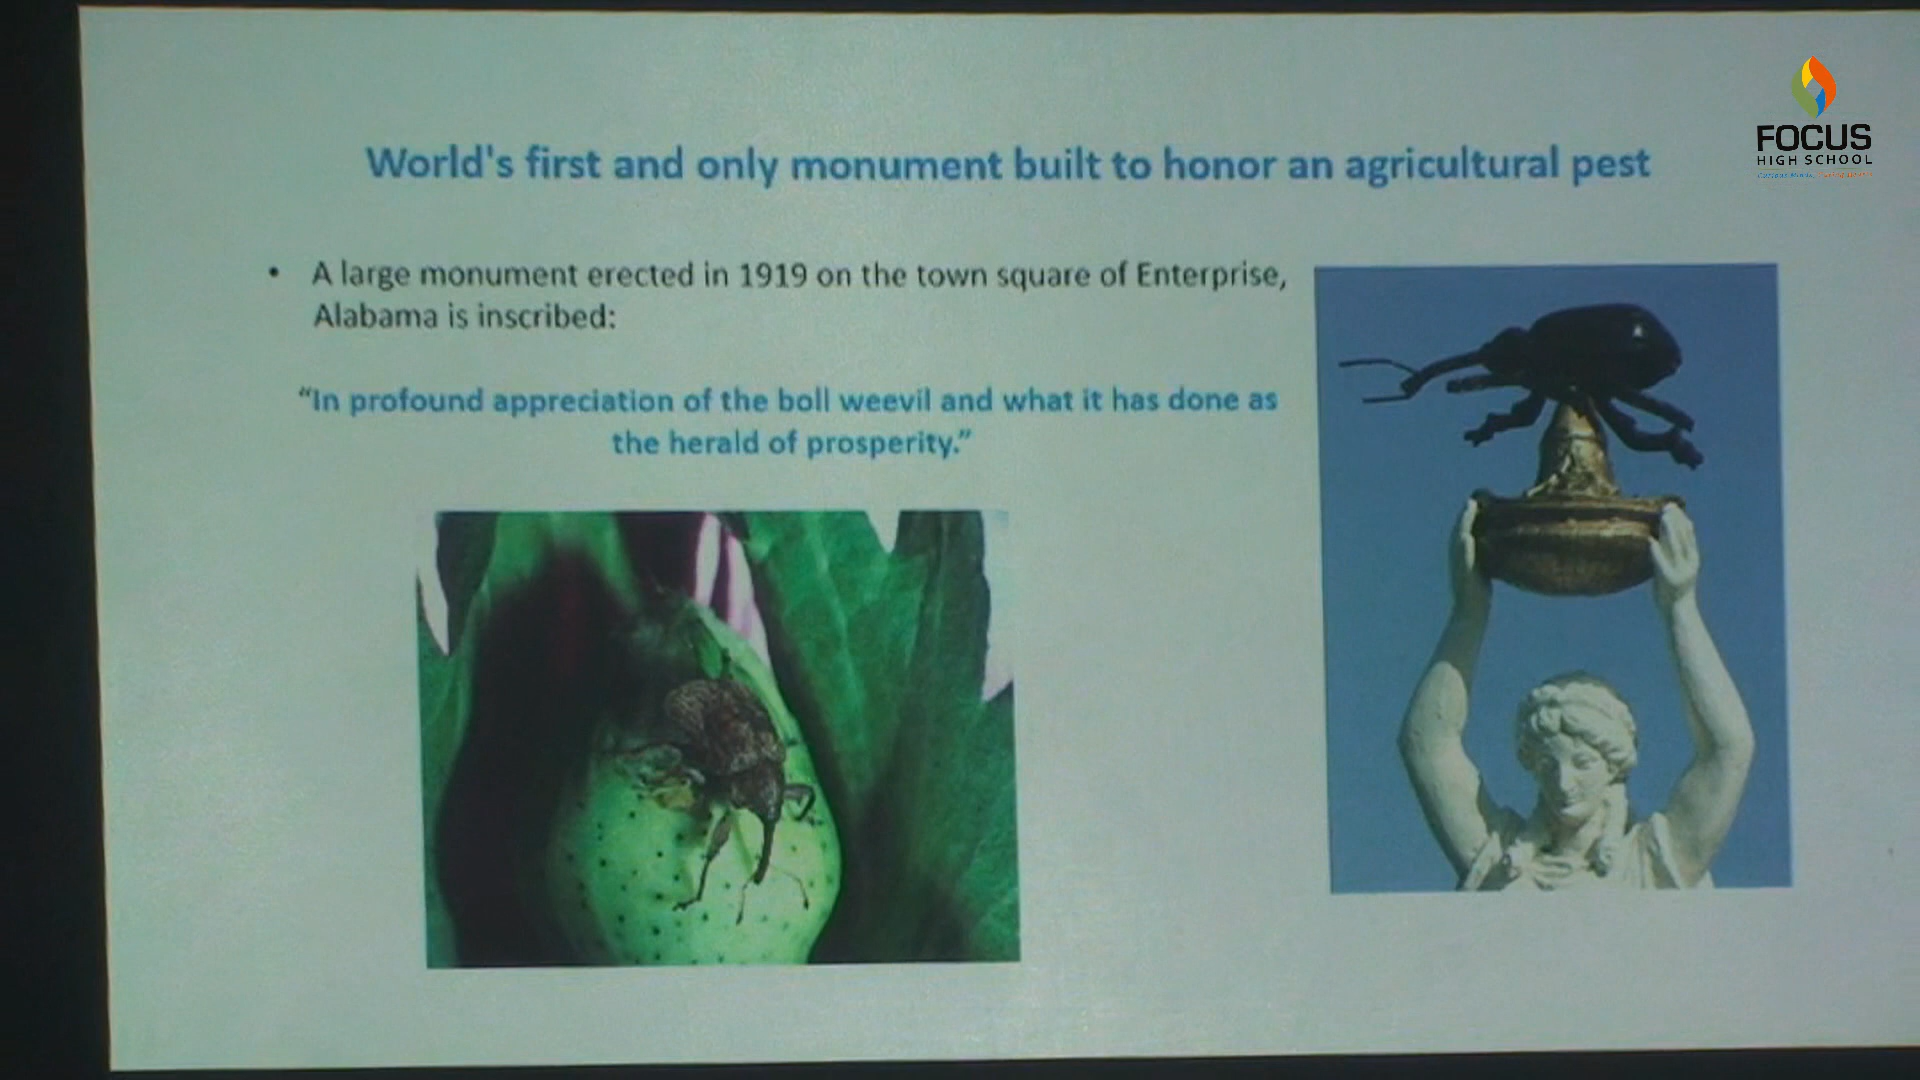 FOCUS
HIGH SCHOOL
World's first and only monument built to honor an agricultural pest
• A large monument erected in 1919 on the town square of Enterprise,
Alabama is inscribed:
“In profound appreciation of the boll weevil and what it has done as
the herald of prosperity.”